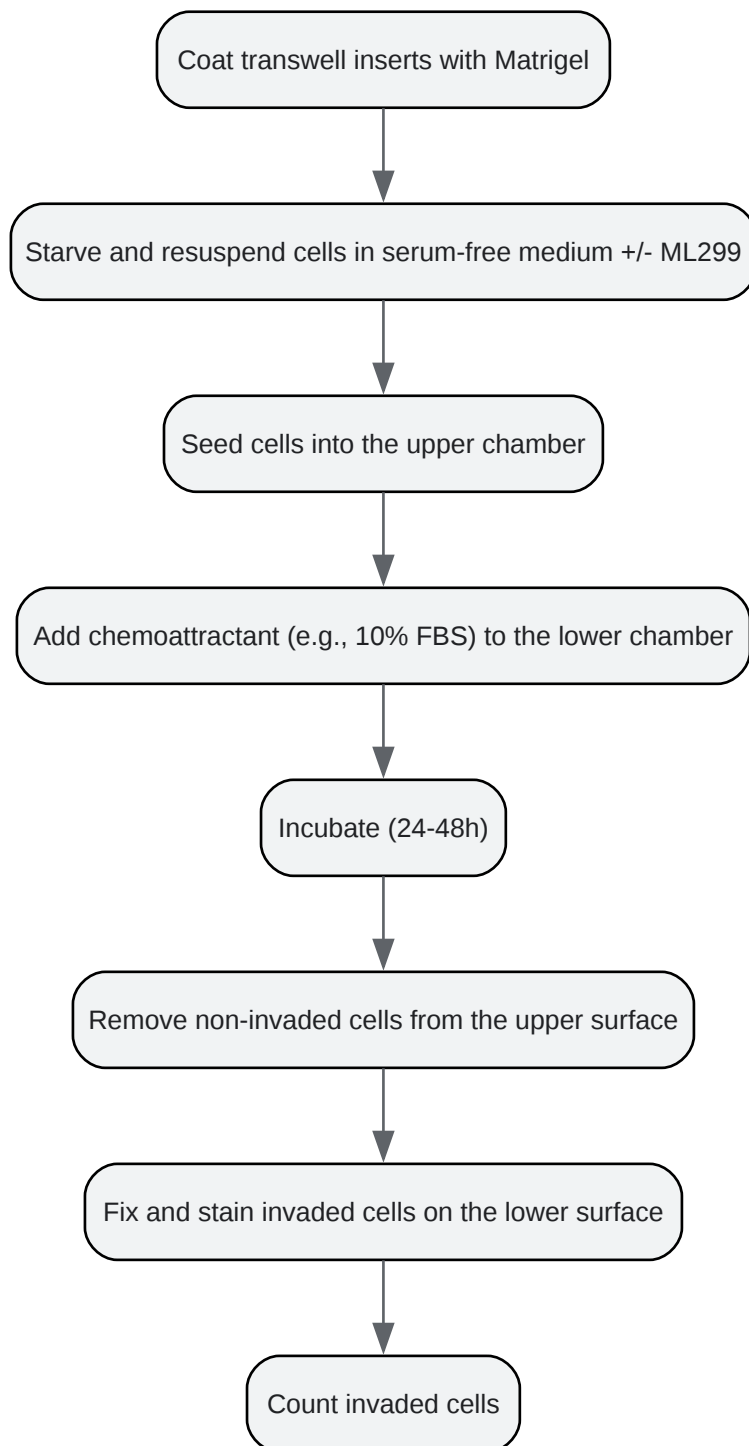 Coat transwell inserts with Matrigel
Starve and resuspend cells in serum-free medium +/- ML299
Seed cells into the upper chamber
Add chemoattractant (e.g., 10% FBS) to the lower chamber
Incubate (24-48h)
Remove non-invaded cells from the upper surface
Fix and stain invaded cells on the lower surface
Count invaded cells